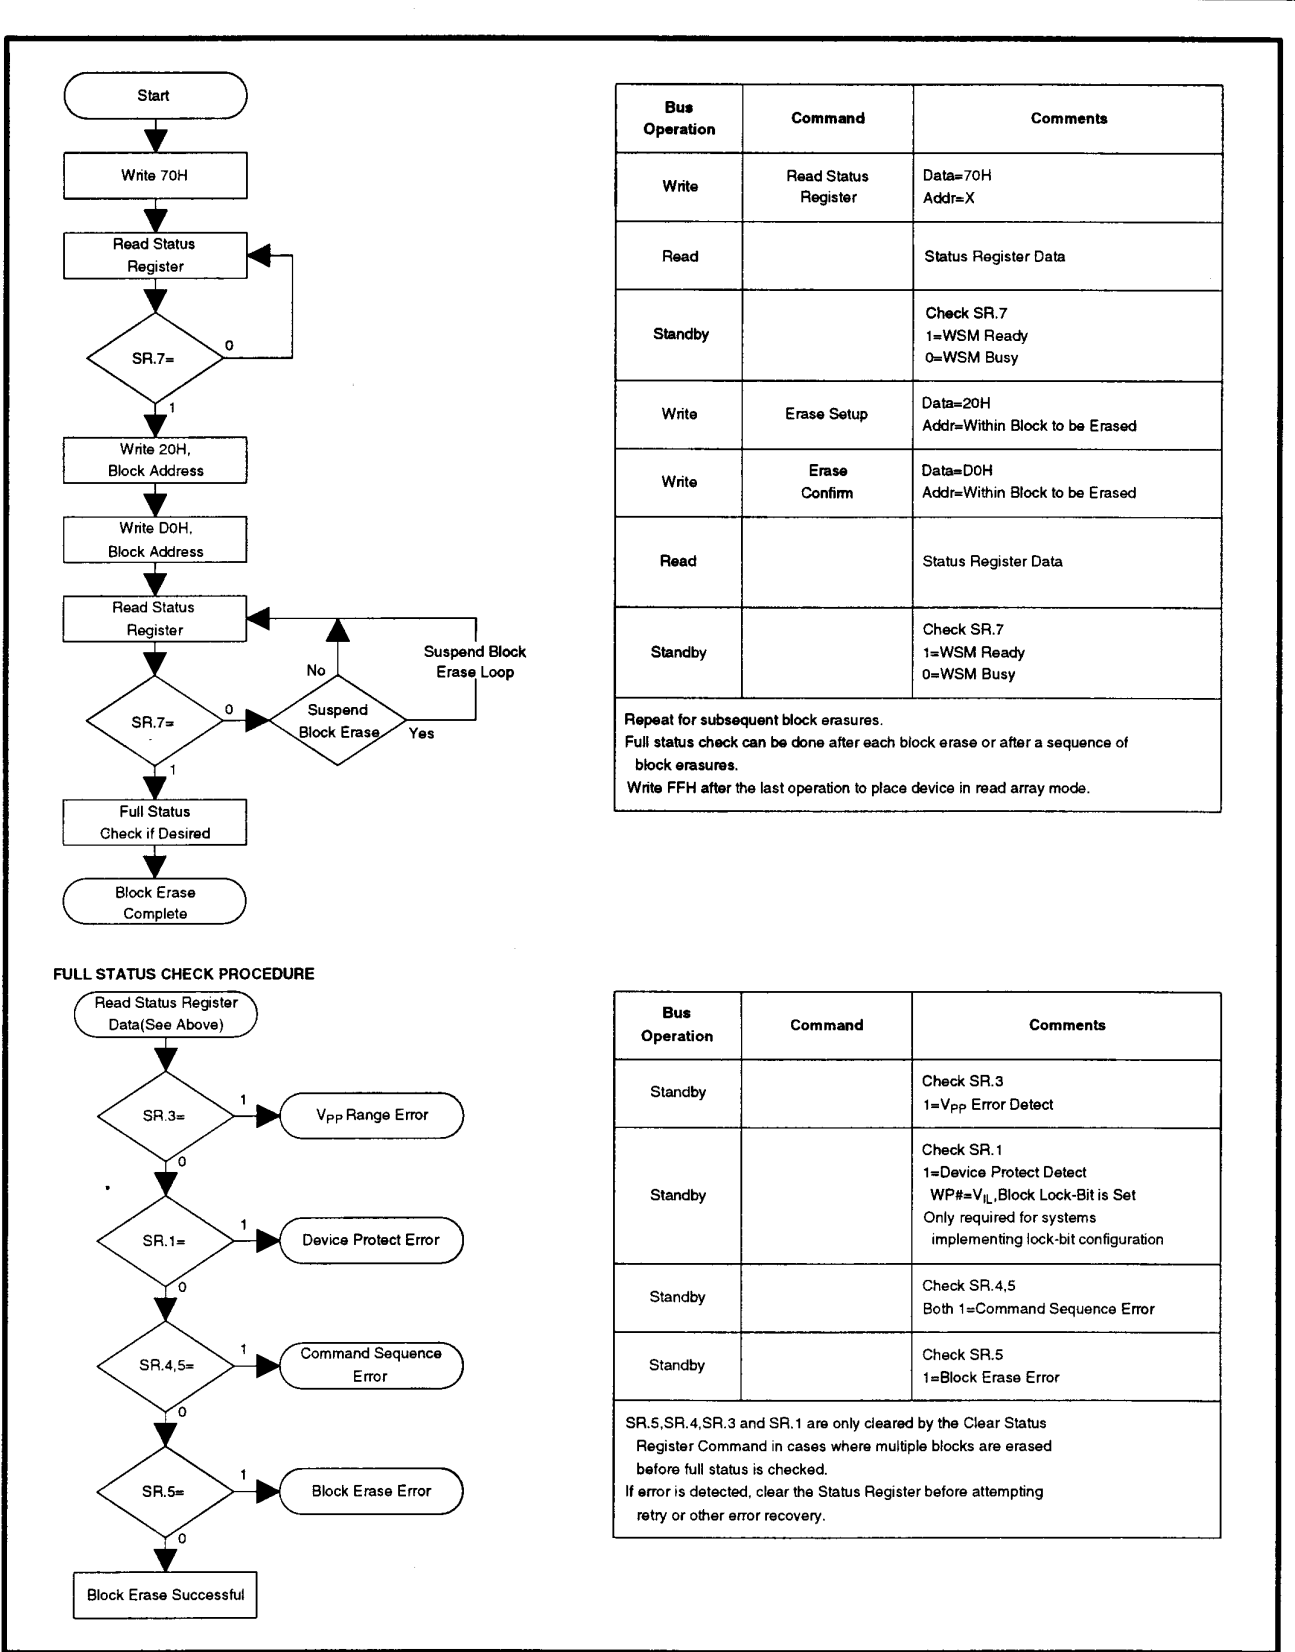 Start
Write 70H
Read Status
Register
SR.7=
0
1
Write 20H,
Block Address
Write D0H,
Block Address
Read Status
Register
SR.7=
0
1
Suspend
Block Erase
No
Yes
Suspend Block
Erase Loop
Full Status
Check if Desired
Block Erase
Complete
Bus
Operation
Command
Comments
Write
Read Status
Register
Data=70H
Addr=X
Read
Status Register Data
Standby
Check SR.7
1=WSM Ready
0=WSM Busy
Write
Erase Setup
Data=20H
Addr=Within Block to be Erased
Write
Erase
Confirm
Data=D0H
Addr=Within Block to be Erased
Read
Status Register Data
Standby
Check SR.7
1=WSM Ready
0=WSM Busy
Repeat for subsequent block erasures.
Full status check can be done after each block erase or after a sequence of
block erasures.
Write FFH after the last operation to place device in read array mode.
FULL STATUS CHECK PROCEDURE
Read Status Register
Data(See Above)
SR.3=
1
VPP Range Error
0
SR.1=
1
Device Protect Error
0
SR.4,5=
1
Command Sequence
Error
0
SR.5=
1
Block Erase Error
0
Block Erase Successful
Bus
Operation
Command
Comments
Standby
Check SR.3
1=VPP Error Detect
Standby
Check SR.1
1=Device Protect Detect
WP#=VIL,Block Lock-Bit is Set
Only required for systems
implementing lock-bit configuration
Standby
Check SR.4,5
Both 1=Command Sequence Error
Standby
Check SR.5
1=Block Erase Error
SR.5,SR.4,SR.3 and SR.1 are only cleared by the Clear Status
Register Command in cases where multiple blocks are erased
before full status is checked.
If error is detected, clear the Status Register before attempting
retry or other error recovery.